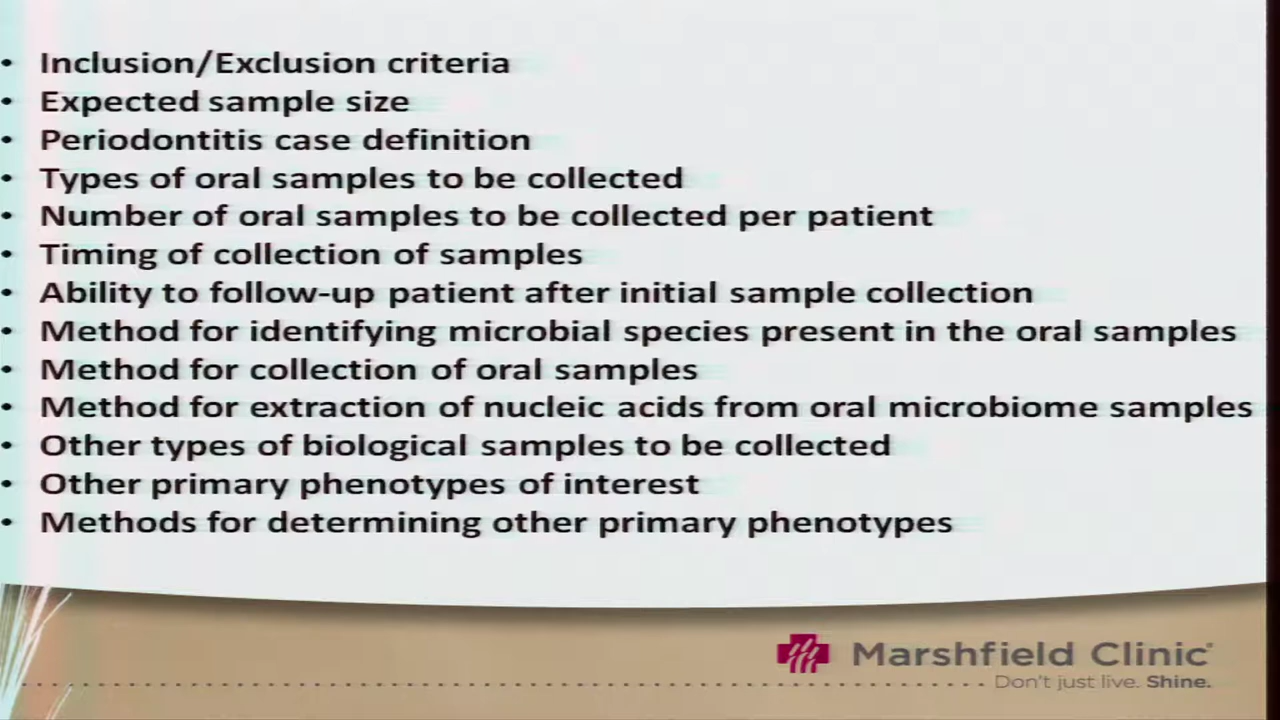 • Inclusion/Exclusion criteria
• Expected sample size
• Periodontitis case definition
• Types of oral samples to be collected
• Number of oral samples to be collected per patient
• Timing of collection of samples
• Ability to follow-up patient after initial sample collection
• Method for identifying microbial species present in the oral samples
• Method for collection of oral samples
• Method for extraction of nucleic acids from oral microbiome samples
• Other types of biological samples to be collected
• Other primary phenotypes of interest
• Methods for determining other primary phenotypes
Marshfield Clinic®
Don't just live. Shine.